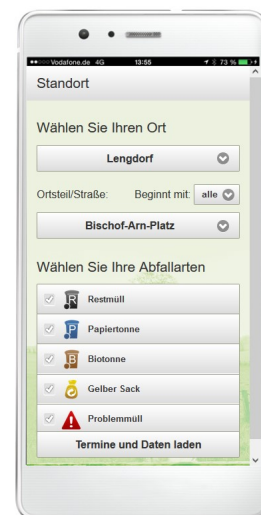 Vodafone.de 4G 13:55 73 %
Standort
Wählen Sie Ihren Ort
Lengdorf
Ortsteil/Straße: Beginnt mit: alle
Bischof-Arn-Platz
Wählen Sie Ihre Abfallarten
R Restmüll
P Papiertonne
B Biotonne
Gelber Sack
Problemmüll
Termine und Daten laden